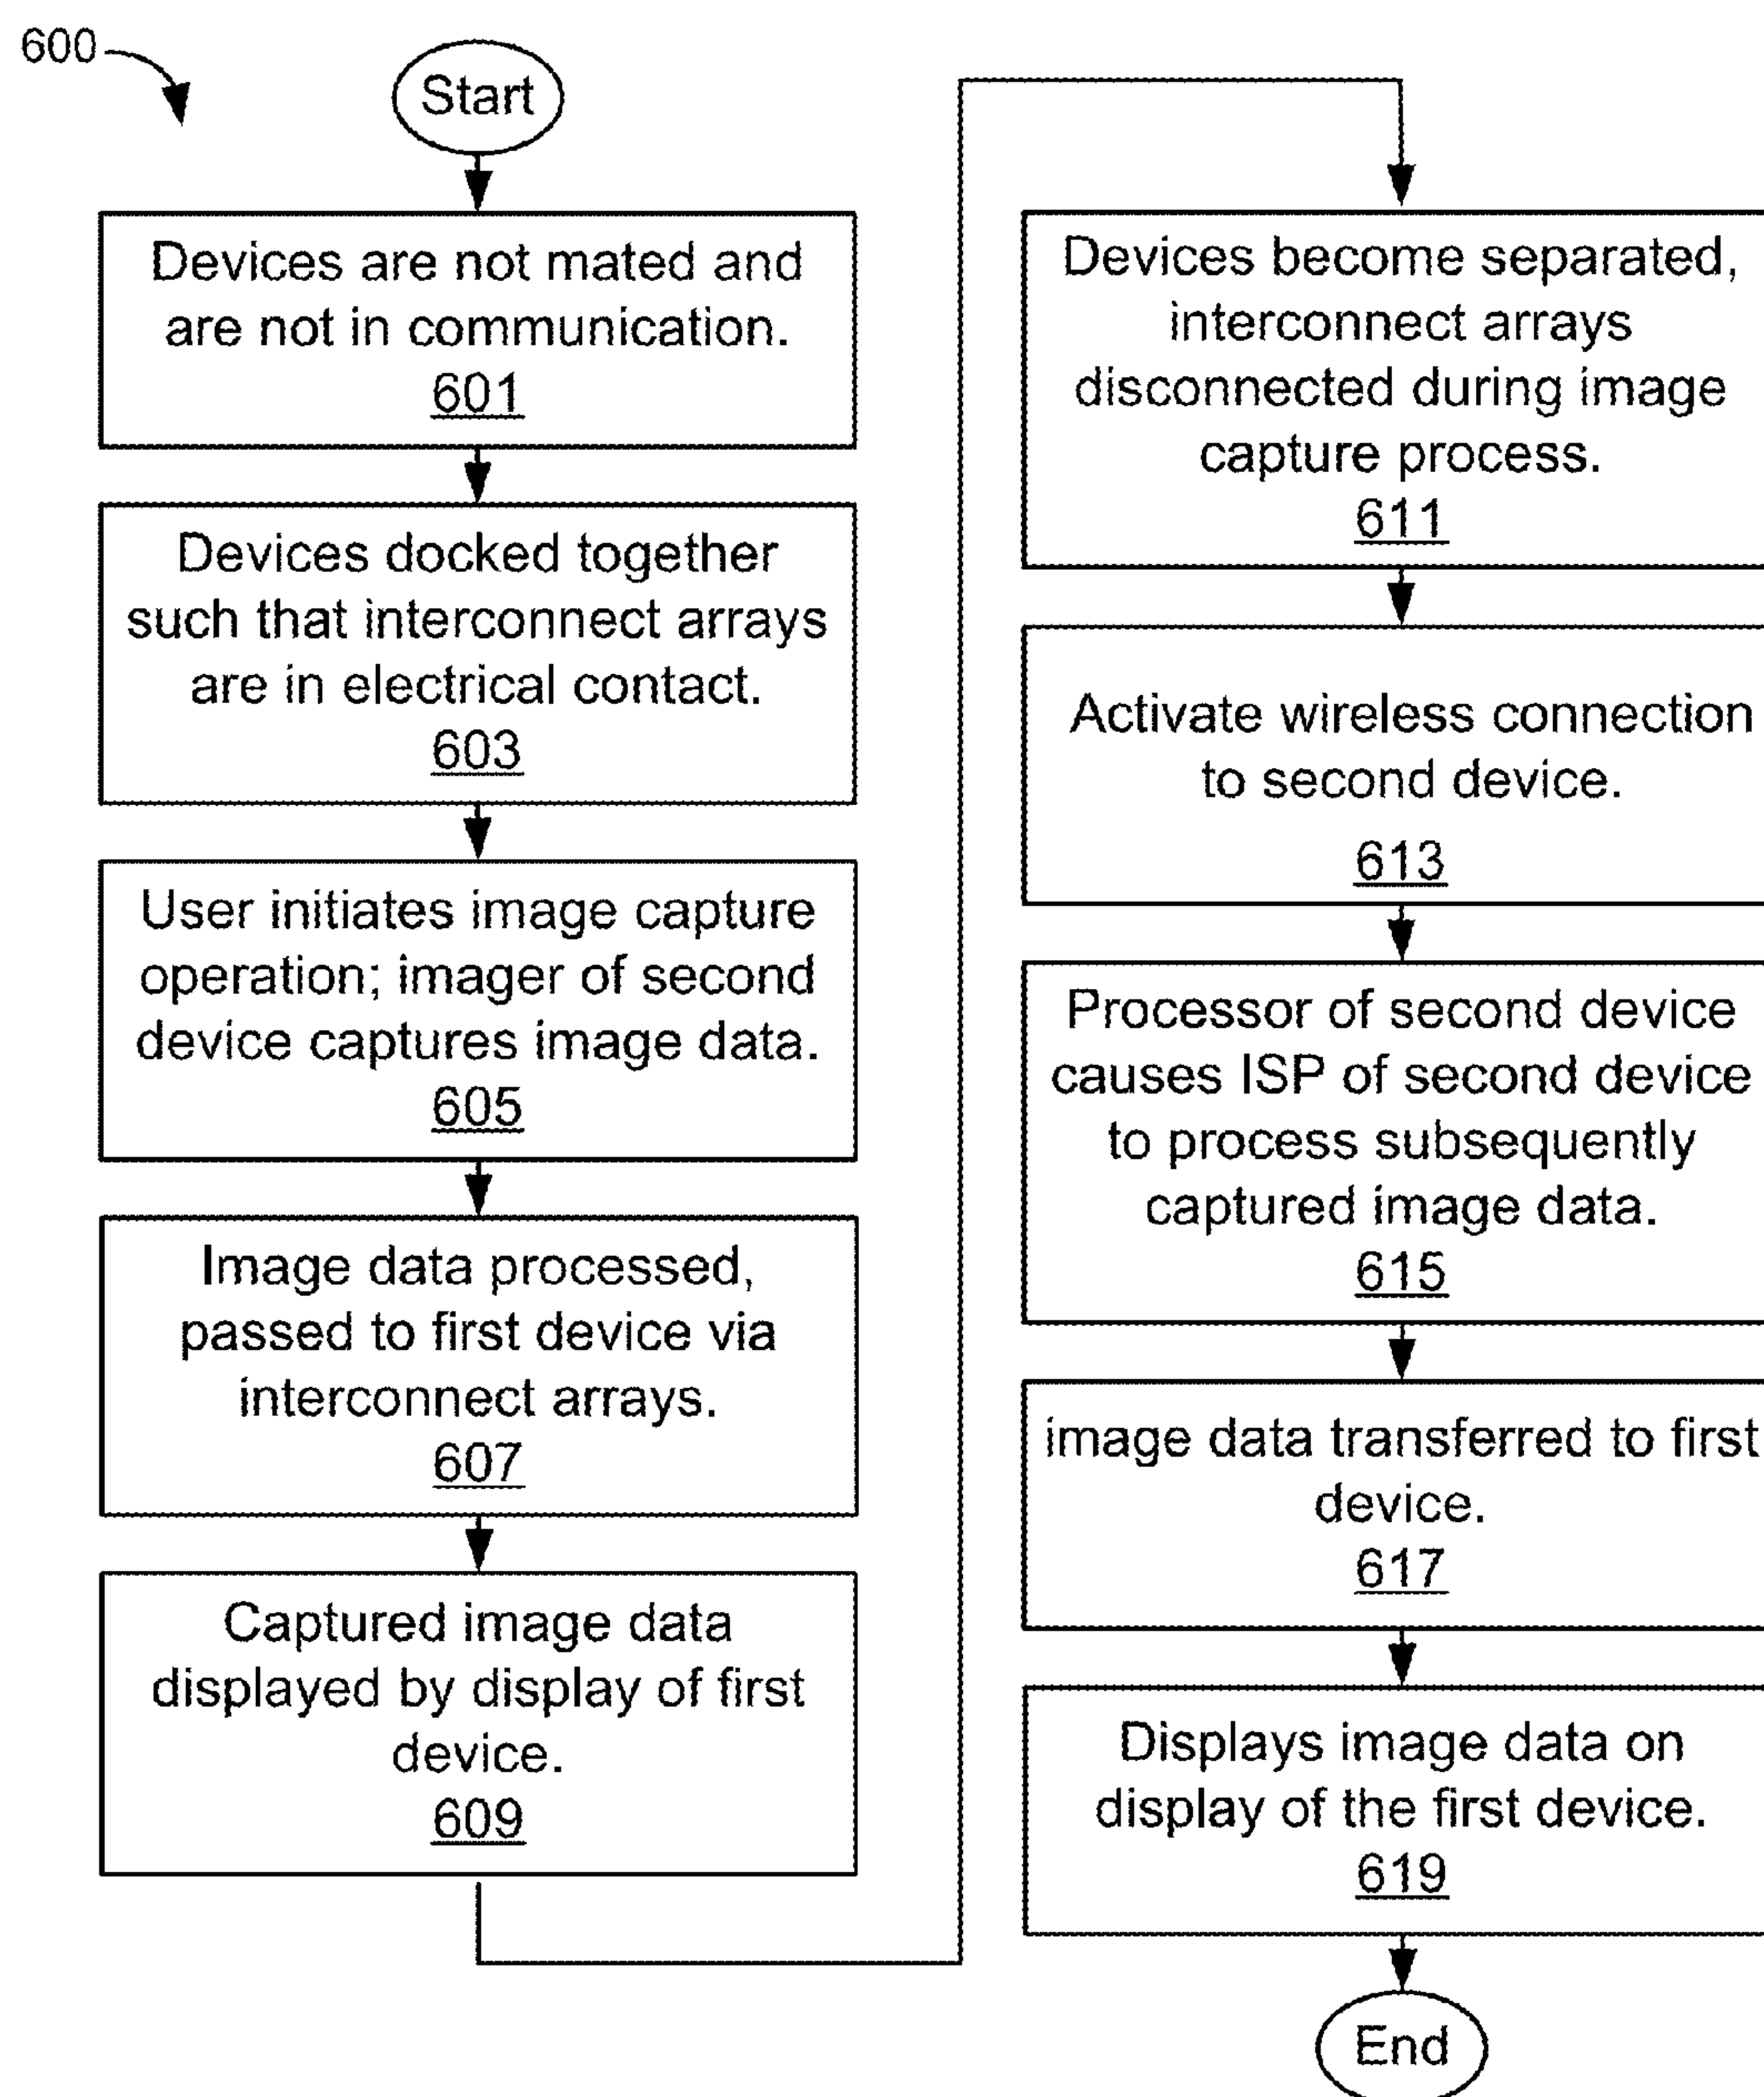 600
Start
Devices are not mated and
are not in communication.
601
Devices docked together
such that interconnect arrays
are in electrical contact.
603
User initiates image capture
operation; imager of second
device captures image data.
605
Image data processed,
passed to first device via
interconnect arrays.
607
Captured image data
displayed by display of first
device.
609
Devices become separated,
interconnect arrays
disconnected during image
capture process.
611
Activate wireless connection
to second device.
613
Processor of second device
causes ISP of second device
to process subsequently
captured image data.
615
image data transferred to first
device.
617
Displays image data on
display of the first device.
619
End